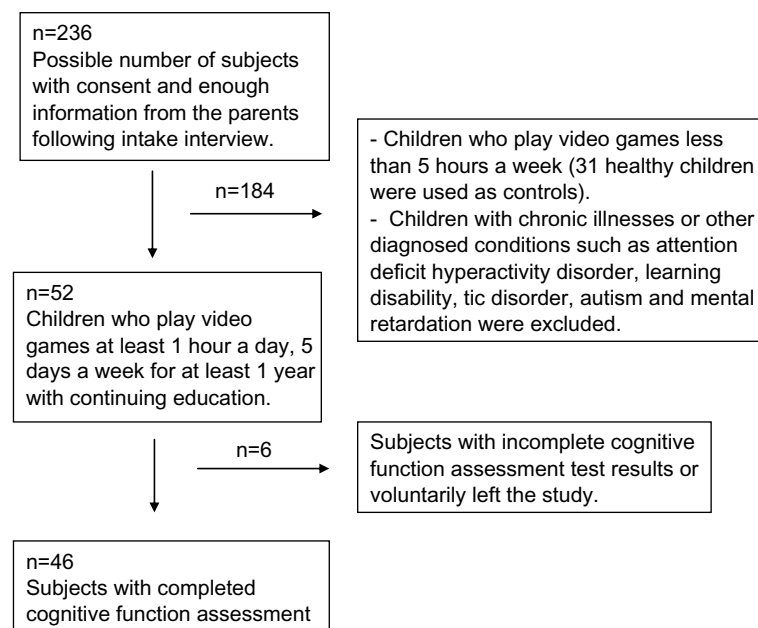 n=236
Possible number of subjects
with consent and enough
information from the parents
following intake interview.
n=184
- Children who play video games less
than 5 hours a week (31 healthy children
were used as controls).
- Children with chronic illnesses or other
diagnosed conditions such as attention
deficit hyperactivity disorder, learning
disability, tic disorder, autism and mental
retardation were excluded.
n=52
Children who play video
games at least 1 hour a day, 5
days a week for at least 1 year
with continuing education.
n=6
Subjects with incomplete cognitive
function assessment test results or
voluntarily left the study.
n=46
Subjects with completed
cognitive function assessment